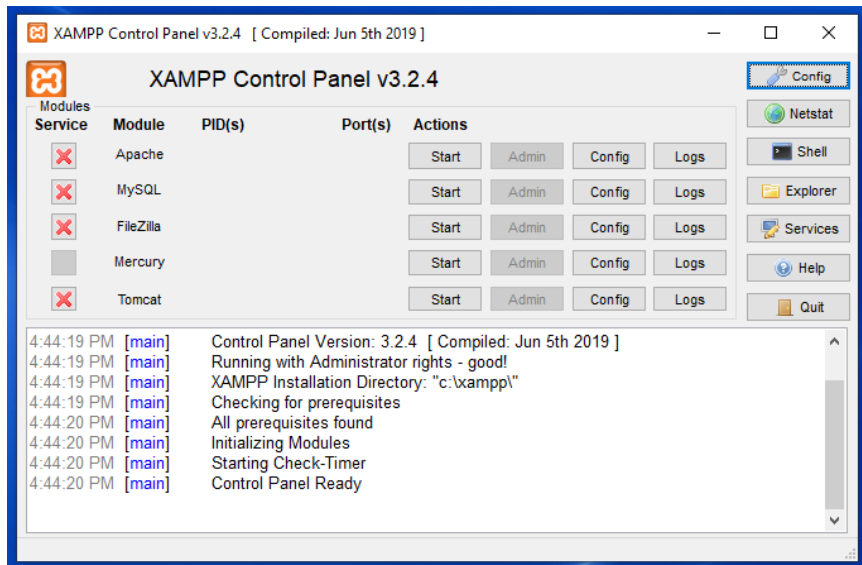 XAMPP Control Panel v3.2.4 [ Compiled: Jun 5th 2019 ]
XAMPP Control Panel v3.2.4
Config
Modules
Service Module PID(s) Port(s) Actions
Netstat
Apache Start Admin Config Logs
Shell
MySQL Start Admin Config Logs
Explorer
FileZilla Start Admin Config Logs
Services
Mercury Start Admin Config Logs
Help
Tomcat Start Admin Config Logs
Quit
4:44:19 PM [main] Control Panel Version: 3.2.4 [ Compiled: Jun 5th 2019 ]
4:44:19 PM [main] Running with Administrator rights - good!
4:44:19 PM [main] XAMPP Installation Directory: "c:\xampp\"
4:44:19 PM [main] Checking for prerequisites
4:44:20 PM [main] All prerequisites found
4:44:20 PM [main] Initializing Modules
4:44:20 PM [main] Starting Check-Timer
4:44:20 PM [main] Control Panel Ready